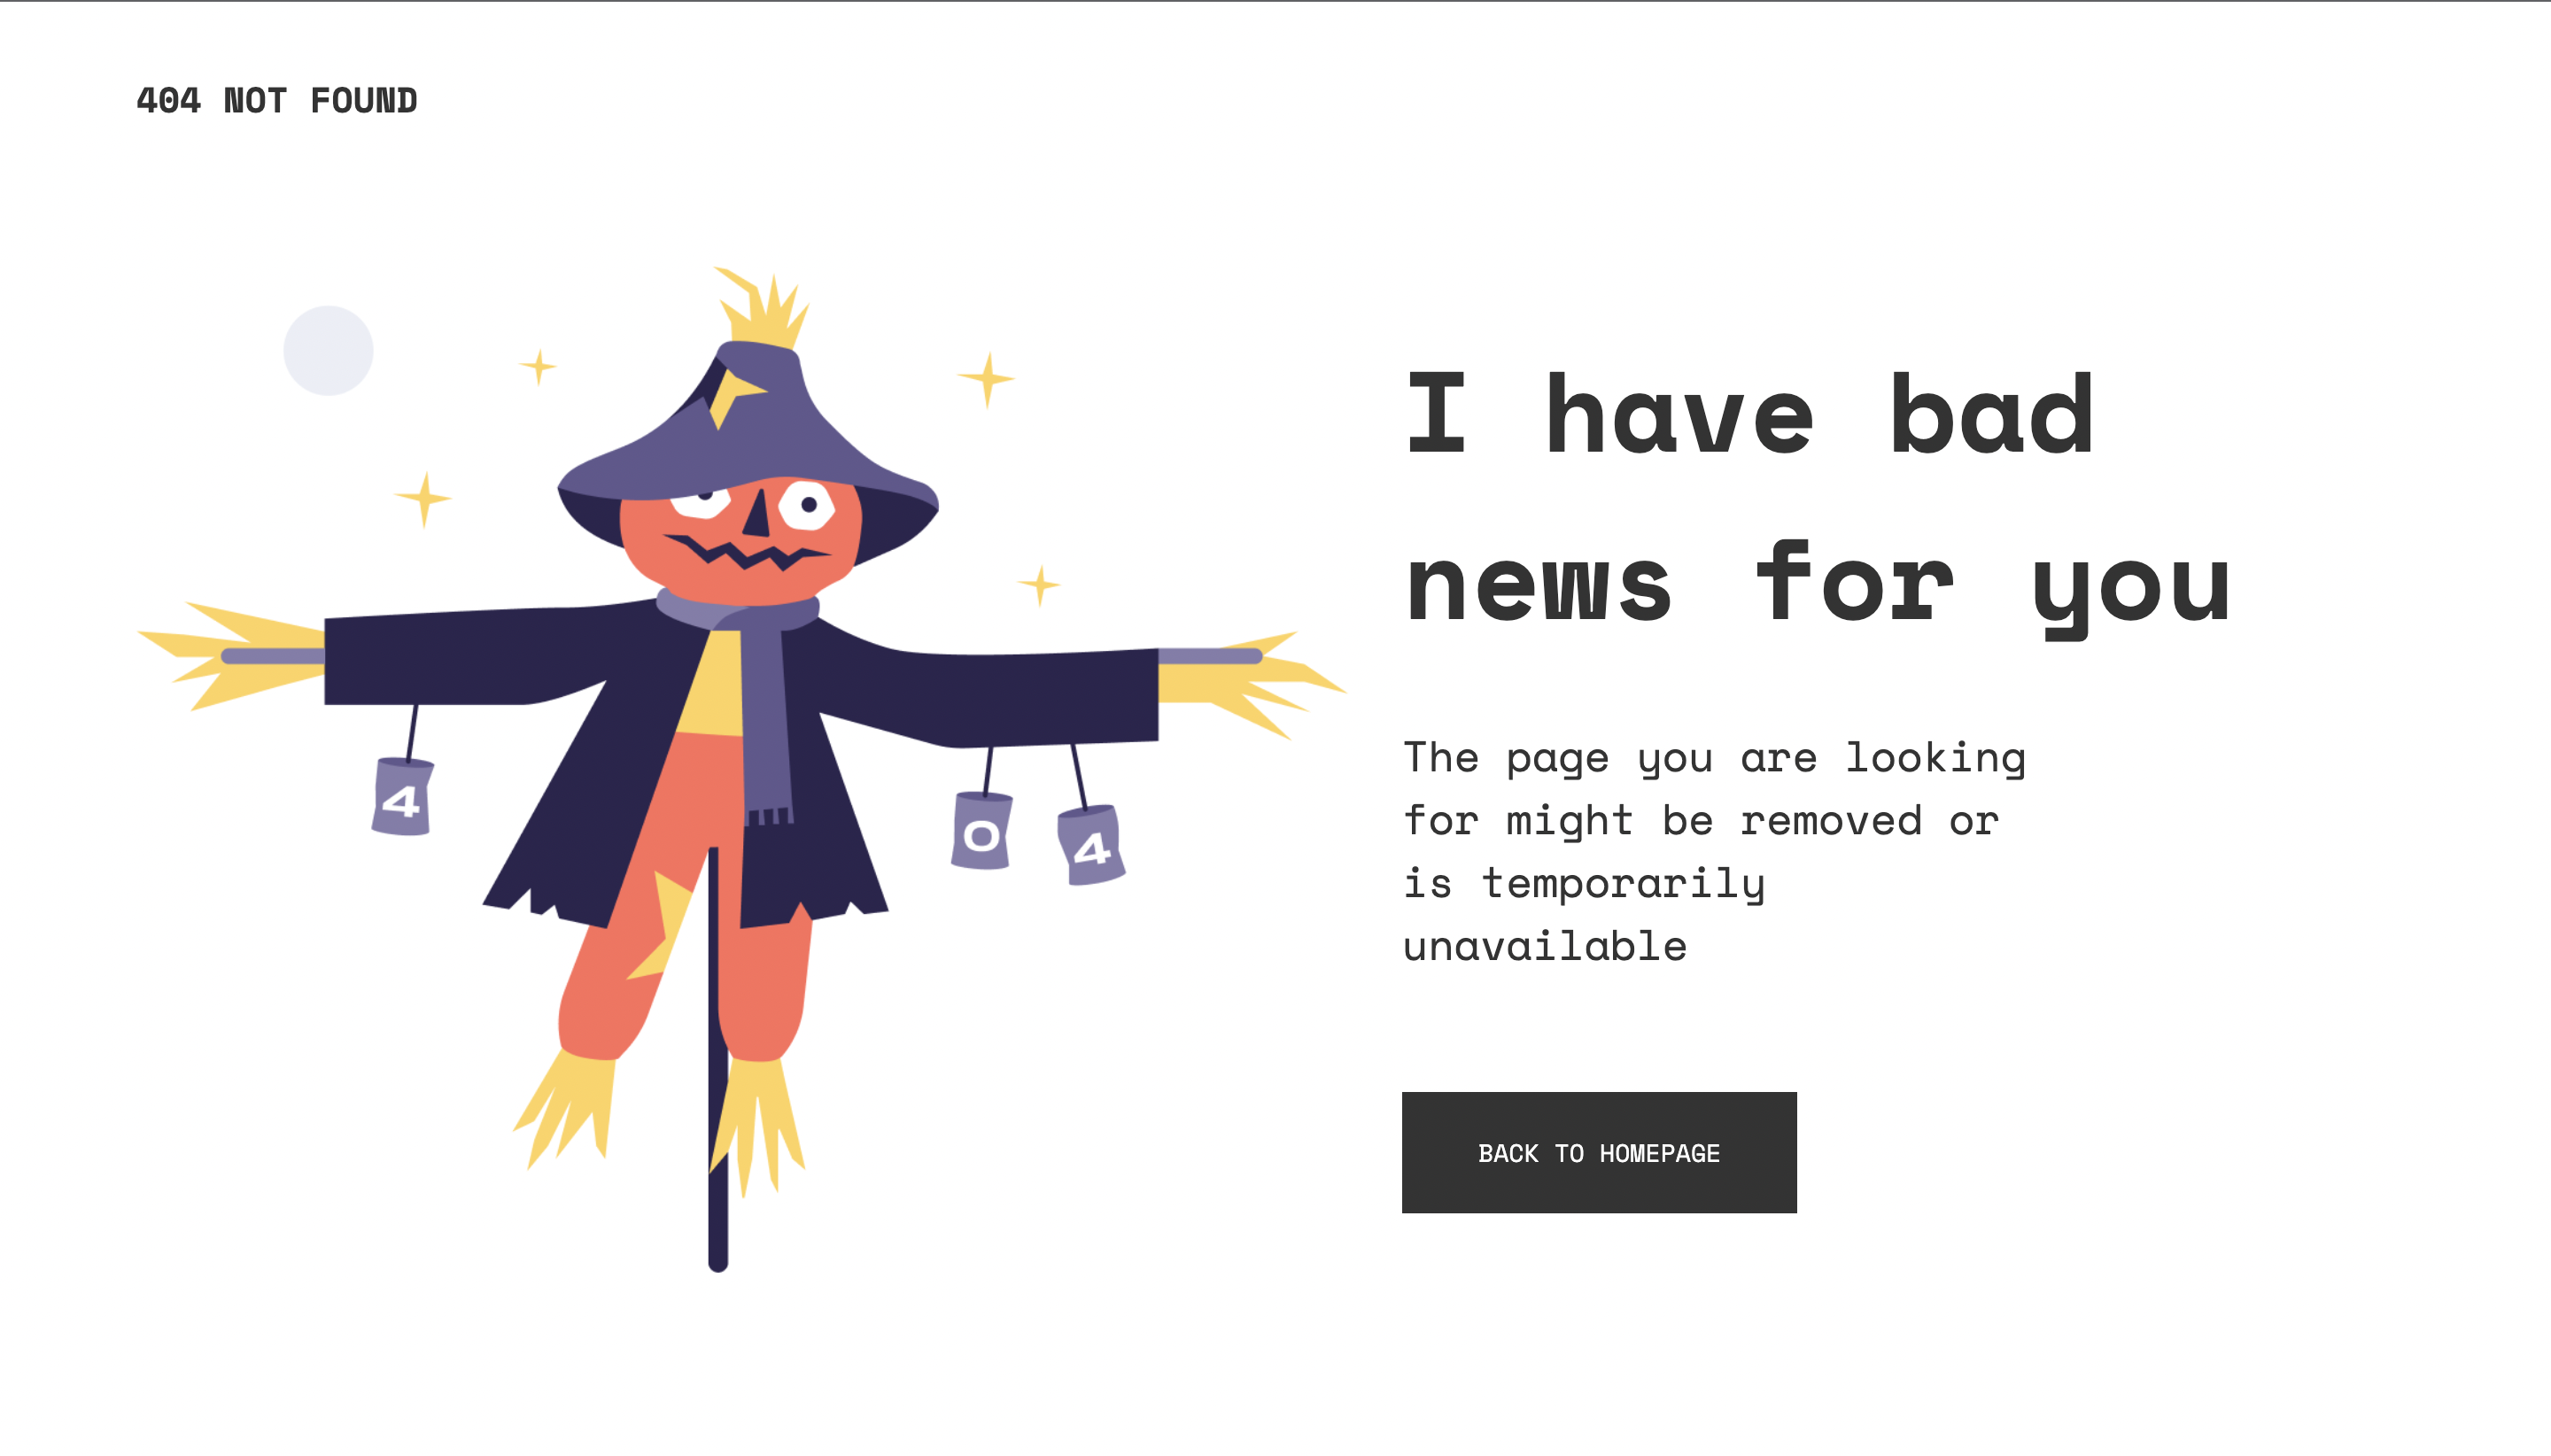 404 NOT FOUND
4
0
4
I have bad
news for you
The page you are looking
for might be removed or
is temporarily
unavailable
BACK TO HOMEPAGE